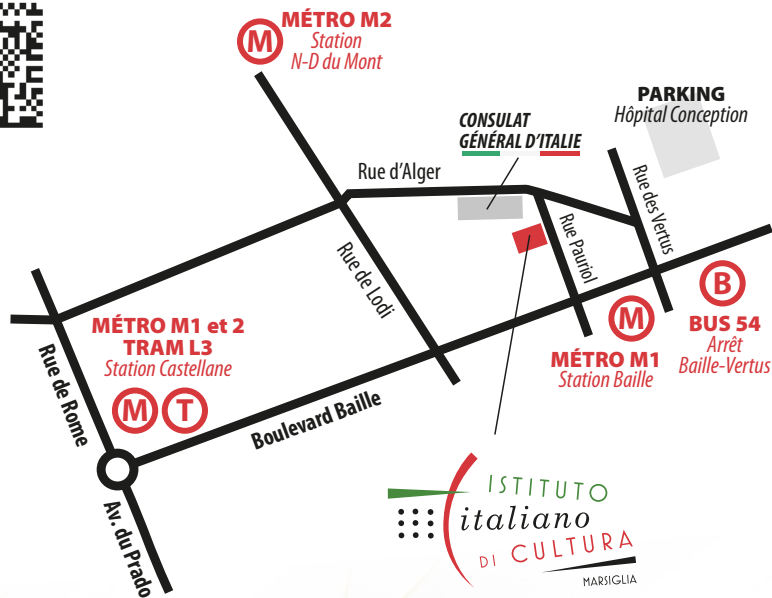 M
MÉTRO M2
Station
N-D du Mont
PARKING
Hôpital Conception
CONSULAT
GÉNÉRAL D'ITALIE
Rue d'Alger
Rue des Vertus
Rue Pauriol
Rue de Lodi
B
BUS 54
Arrêt
Baille-Vertus
M
MÉTRO M1
Station Baille
MÉTRO M1 et 2
TRAM L3
Station Castellane
M T
Rue de Rome
Boulevard Baille
Av. du Prado
ISTITUTO
italiano
DI CULTURA
MARSIGLIA